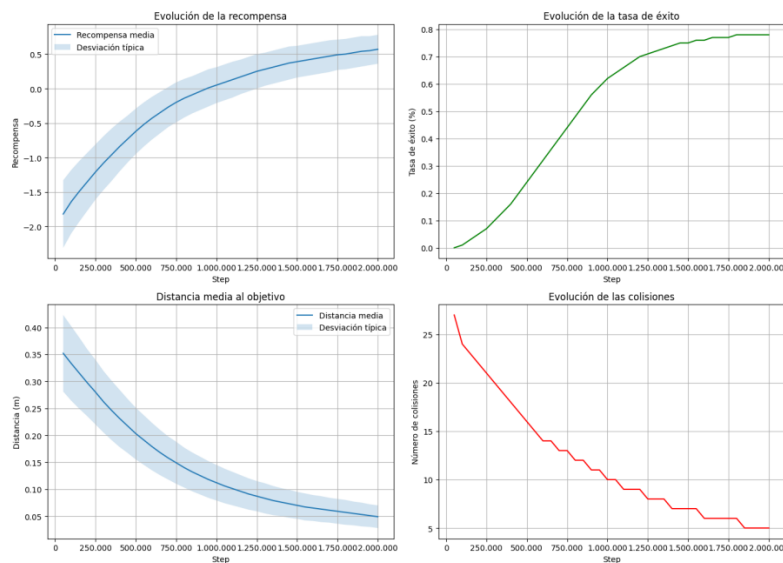 Evolución de la recompensa
Recompensa media
Desviación típica
Recompensa
0.5
0.0
−0.5
−1.0
−1.5
−2.0
0 250.000 500.000 750.000 1.000.000 1.250.000 1.500.000 1.750.000 2.000.000
Step
Evolución de la tasa de éxito
Tasa de éxito (%)
0.8
0.7
0.6
0.5
0.4
0.3
0.2
0.1
0.0
0 250.000 500.000 750.000 1.000.000 1.250.000 1.500.000 1.750.000 2.000.00
Step
Distancia media al objetivo
Distancia media
Desviación típica
Distancia (m)
0.40
0.35
0.30
0.25
0.20
0.15
0.10
0.05
0 250.000 500.000 750.000 1.000.000 1.250.000 1.500.000 1.750.000 2.000.000
Step
Evolución de las colisiones
Número de colisiones
25
20
15
10
5
0 250.000 500.000 750.000 1.000.000 1.250.000 1.500.000 1.750.000 2.000.00
Step